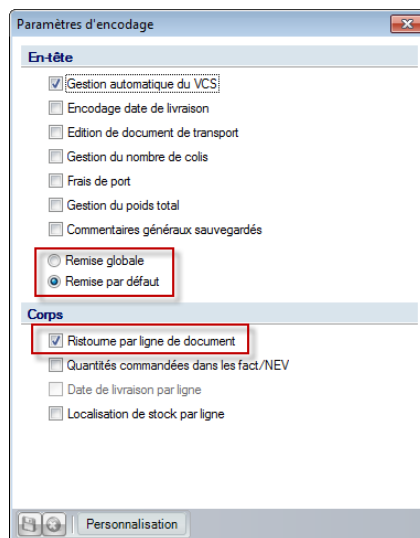 Paramètres d'encodage
En-tête
Gestion automatique du VCS
Encodage date de livraison
Edition de document de transport
Gestion du nombre de colis
Frais de port
Gestion du poids total
Commentaires généraux sauvegardés
Remise globale
Remise par défaut
Corps
Ristourne par ligne de document
Quantités commandées dans les fact/NEV
Date de livraison par ligne
Localisation de stock par ligne
Personnalisation